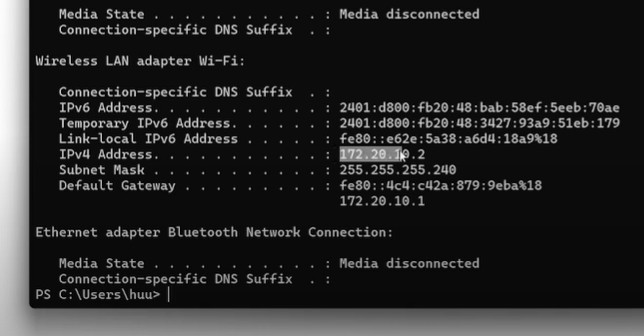 Media State . . . . . . . . . . . : Media disconnected
Connection-specific DNS Suffix  . :
Wireless LAN adapter Wi-Fi:
Connection-specific DNS Suffix  . :
IPv6 Address. . . . . . . . . . . : 2401:d800:fb20:48:bab:58ef:5eeb:70ae
Temporary IPv6 Address. . . . . . : 2401:d800:fb20:48:3427:93a9:51eb:179
Link-local IPv6 Address . . . . . : fe80::e62e:5a38:a6d4:18a9%18
IPv4 Address. . . . . . . . . . . : 172.20.10.2
Subnet Mask . . . . . . . . . . . : 255.255.255.240
Default Gateway . . . . . . . . . : fe80::4c4:c42a:879:9eba%18
172.20.10.1
Ethernet adapter Bluetooth Network Connection:
Media State . . . . . . . . . . . : Media disconnected
Connection-specific DNS Suffix  . :
PS C:\Users\huu>